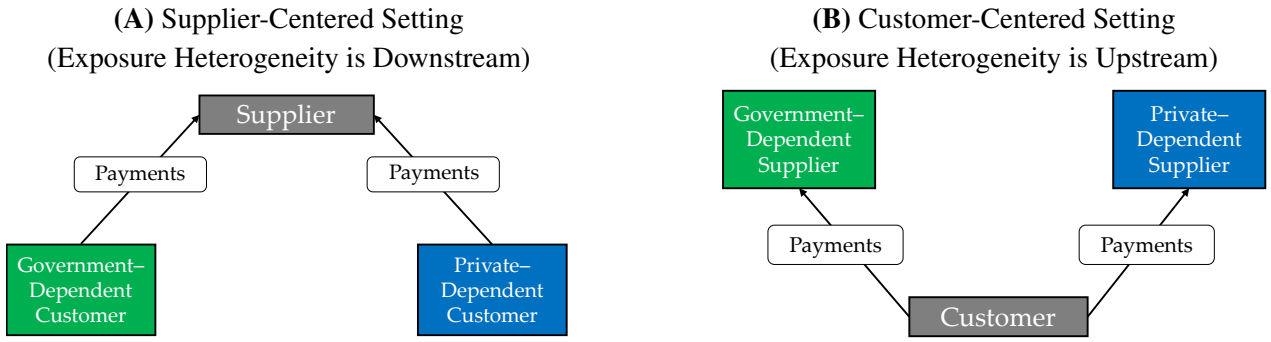 (A) Supplier-Centered Setting
(Exposure Heterogeneity is Downstream)
Supplier
Payments
Payments
Government–
Dependent
Customer
Private–
Dependent
Customer
(B) Customer-Centered Setting
(Exposure Heterogeneity is Upstream)
Government–
Dependent
Supplier
Private–
Dependent
Supplier
Payments
Payments
Customer